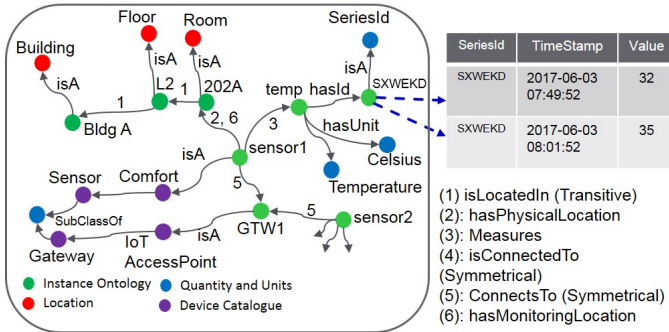 Floor
Room
Building
SeriesId
isA
isA
isA
isA
L2
202A
SXWEKD
1
1
temp
hasId
Bldg A
2, 6
3
hasUnit
sensor1
isA
Celsius
Sensor
Comfort
5
Temperature
SubClassOf
5
sensor2
isA
GTW1
Gateway
IoT
AccessPoint
Instance Ontology
Quantity and Units
Location
Device Catalogue
SeriesId TimeStamp Value
SXWEKD 2017-06-03 32
07:49:52
SXWEKD 2017-06-03 35
08:01:52
(1) isLocatedIn (Transitive)
(2): hasPhysicalLocation
(3): Measures
(4): isConnectedTo
(Symmetrical)
(5): ConnectsTo (Symmetrical)
(6): hasMonitoringLocation